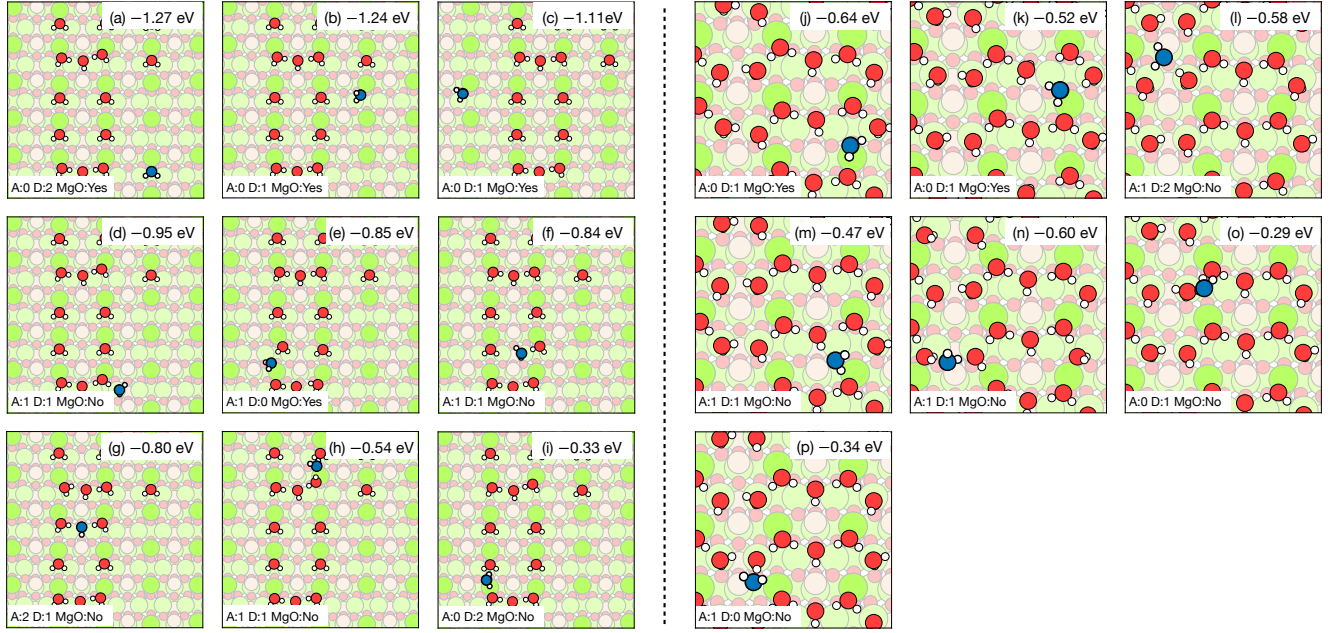 (a) −1.27 eV
A:0 D:2 MgO:Yes
(b) −1.24 eV
A:0 D:1 MgO:Yes
(c) −1.11eV
A:0 D:1 MgO:Yes
(d) −0.95 eV
A:1 D:1 MgO:No
(e) −0.85 eV
A:1 D:0 MgO:Yes
(f) −0.84 eV
A:1 D:1 MgO:No
(g) −0.80 eV
A:2 D:1 MgO:No
(h) −0.54 eV
A:1 D:1 MgO:No
(i) −0.33 eV
A:0 D:2 MgO:No
(j) −0.64 eV
A:0 D:1 MgO:Yes
(k) −0.52 eV
A:0 D:1 MgO:Yes
(l) −0.58 eV
A:1 D:2 MgO:No
(m) −0.47 eV
A:1 D:1 MgO:No
(n) −0.60 eV
A:1 D:1 MgO:No
(o) −0.29 eV
A:0 D:1 MgO:No
(p) −0.34 eV
A:1 D:0 MgO:No